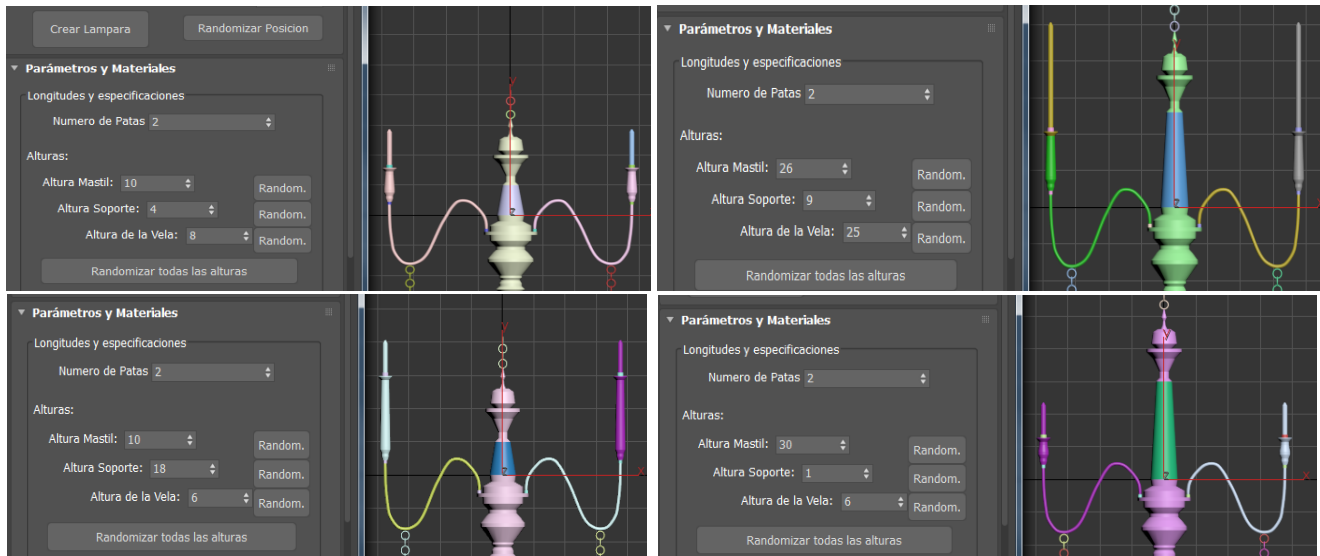 Crear Lampara Randomizar Posicion
Parámetros y Materiales
Longitudes y especificaciones
Numero de Patas 2
Alturas:
Altura Mastil: 10 Random.
Altura Soporte: 4 Random.
Altura de la Vela: 8 Random.
Randomizar todas las alturas
y
z
Parámetros y Materiales
Longitudes y especificaciones
Numero de Patas 2
Alturas:
Altura Mastil: 26 Random.
Altura Soporte: 9 Random.
Altura de la Vela: 25 Random.
Randomizar todas las alturas
y
z
Parámetros y Materiales
Longitudes y especificaciones
Numero de Patas 2
Alturas:
Altura Mastil: 10 Random.
Altura Soporte: 18 Random.
Altura de la Vela: 6 Random.
Randomizar todas las alturas
y
z
x
Parámetros y Materiales
Longitudes y especificaciones
Numero de Patas 2
Alturas:
Altura Mastil: 30 Random.
Altura Soporte: 1 Random.
Altura de la Vela: 6 Random.
Randomizar todas las alturas
y
z
x